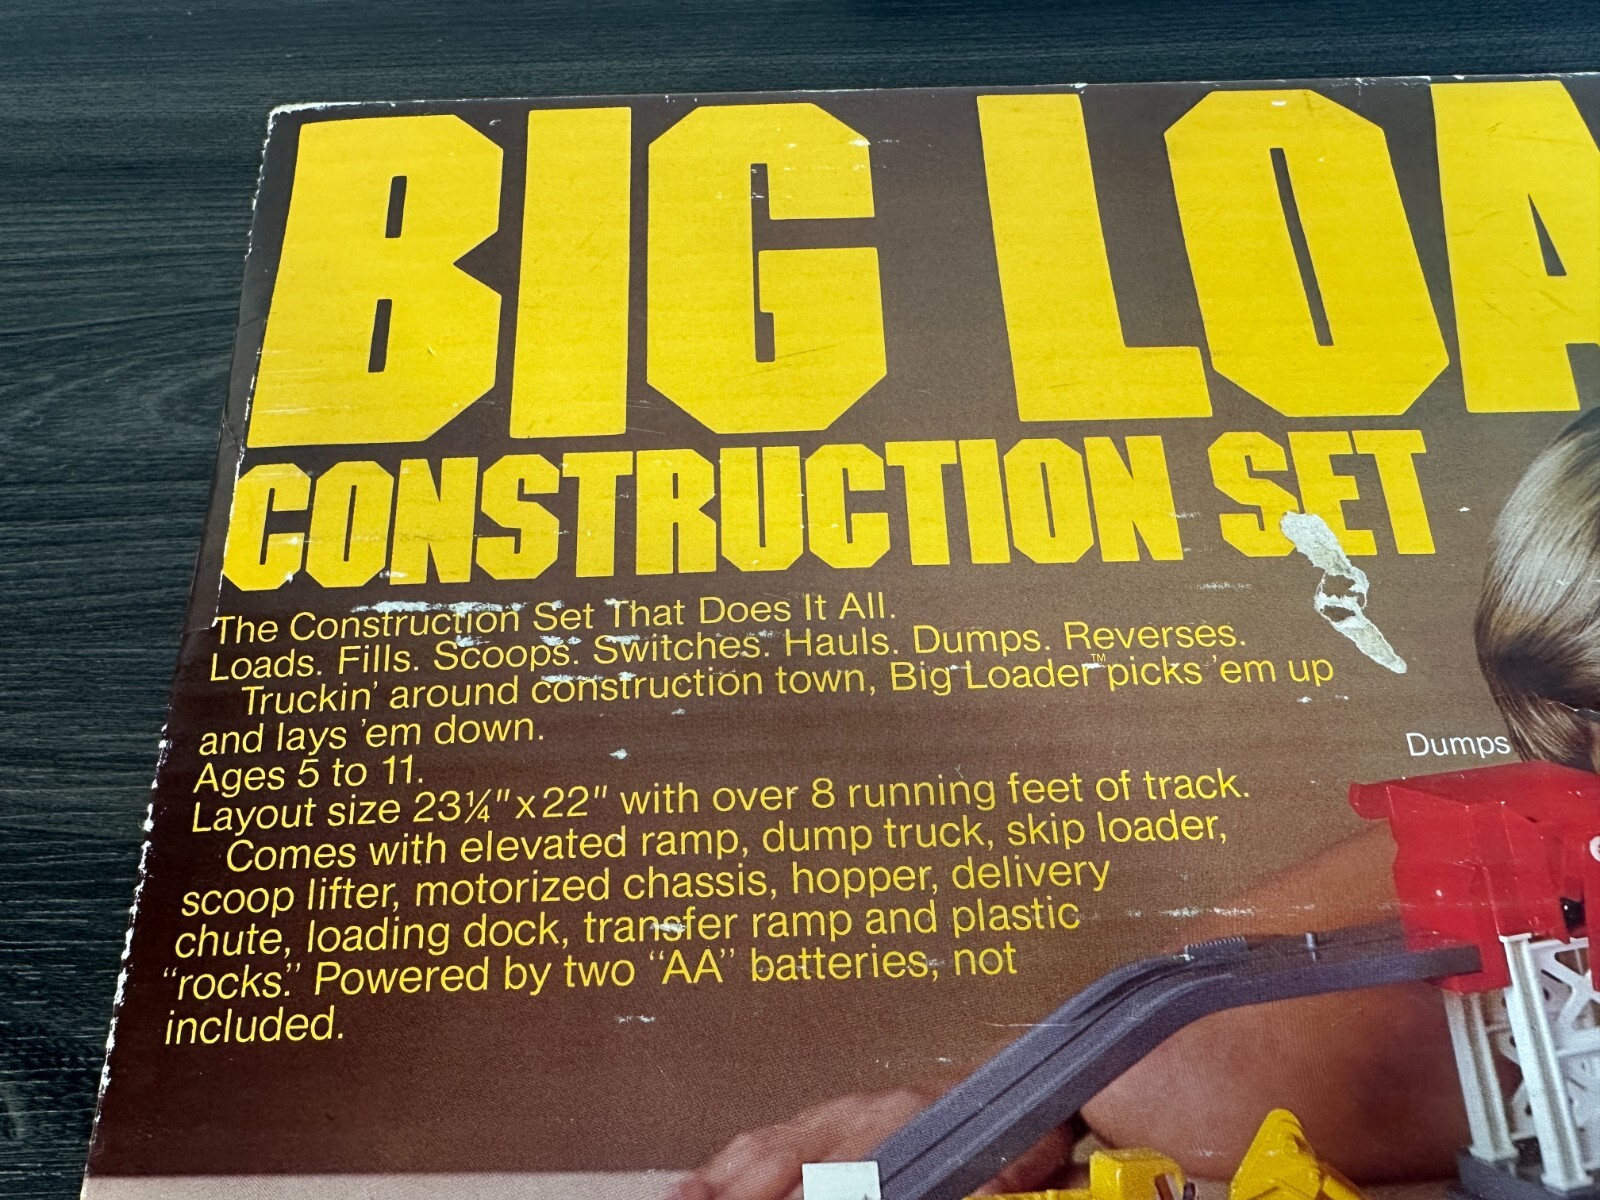 BIG LOA
CONSTRUCTION SET
The Construction Set That Does It All.
Loads. Fills. Scoops. Switches. Hauls. Dumps. Reverses.
Truckin' around construction town, Big Loader™ picks 'em up
and lays 'em down.
Ages 5 to 11.
Layout size 23¼" x 22" with over 8 running feet of track.
Comes with elevated ramp, dump truck, skip loader,
scoop lifter, motorized chassis, hopper, delivery
chute, loading dock, transfer ramp and plastic
“rocks.” Powered by two “AA” batteries, not
included.
Dumps